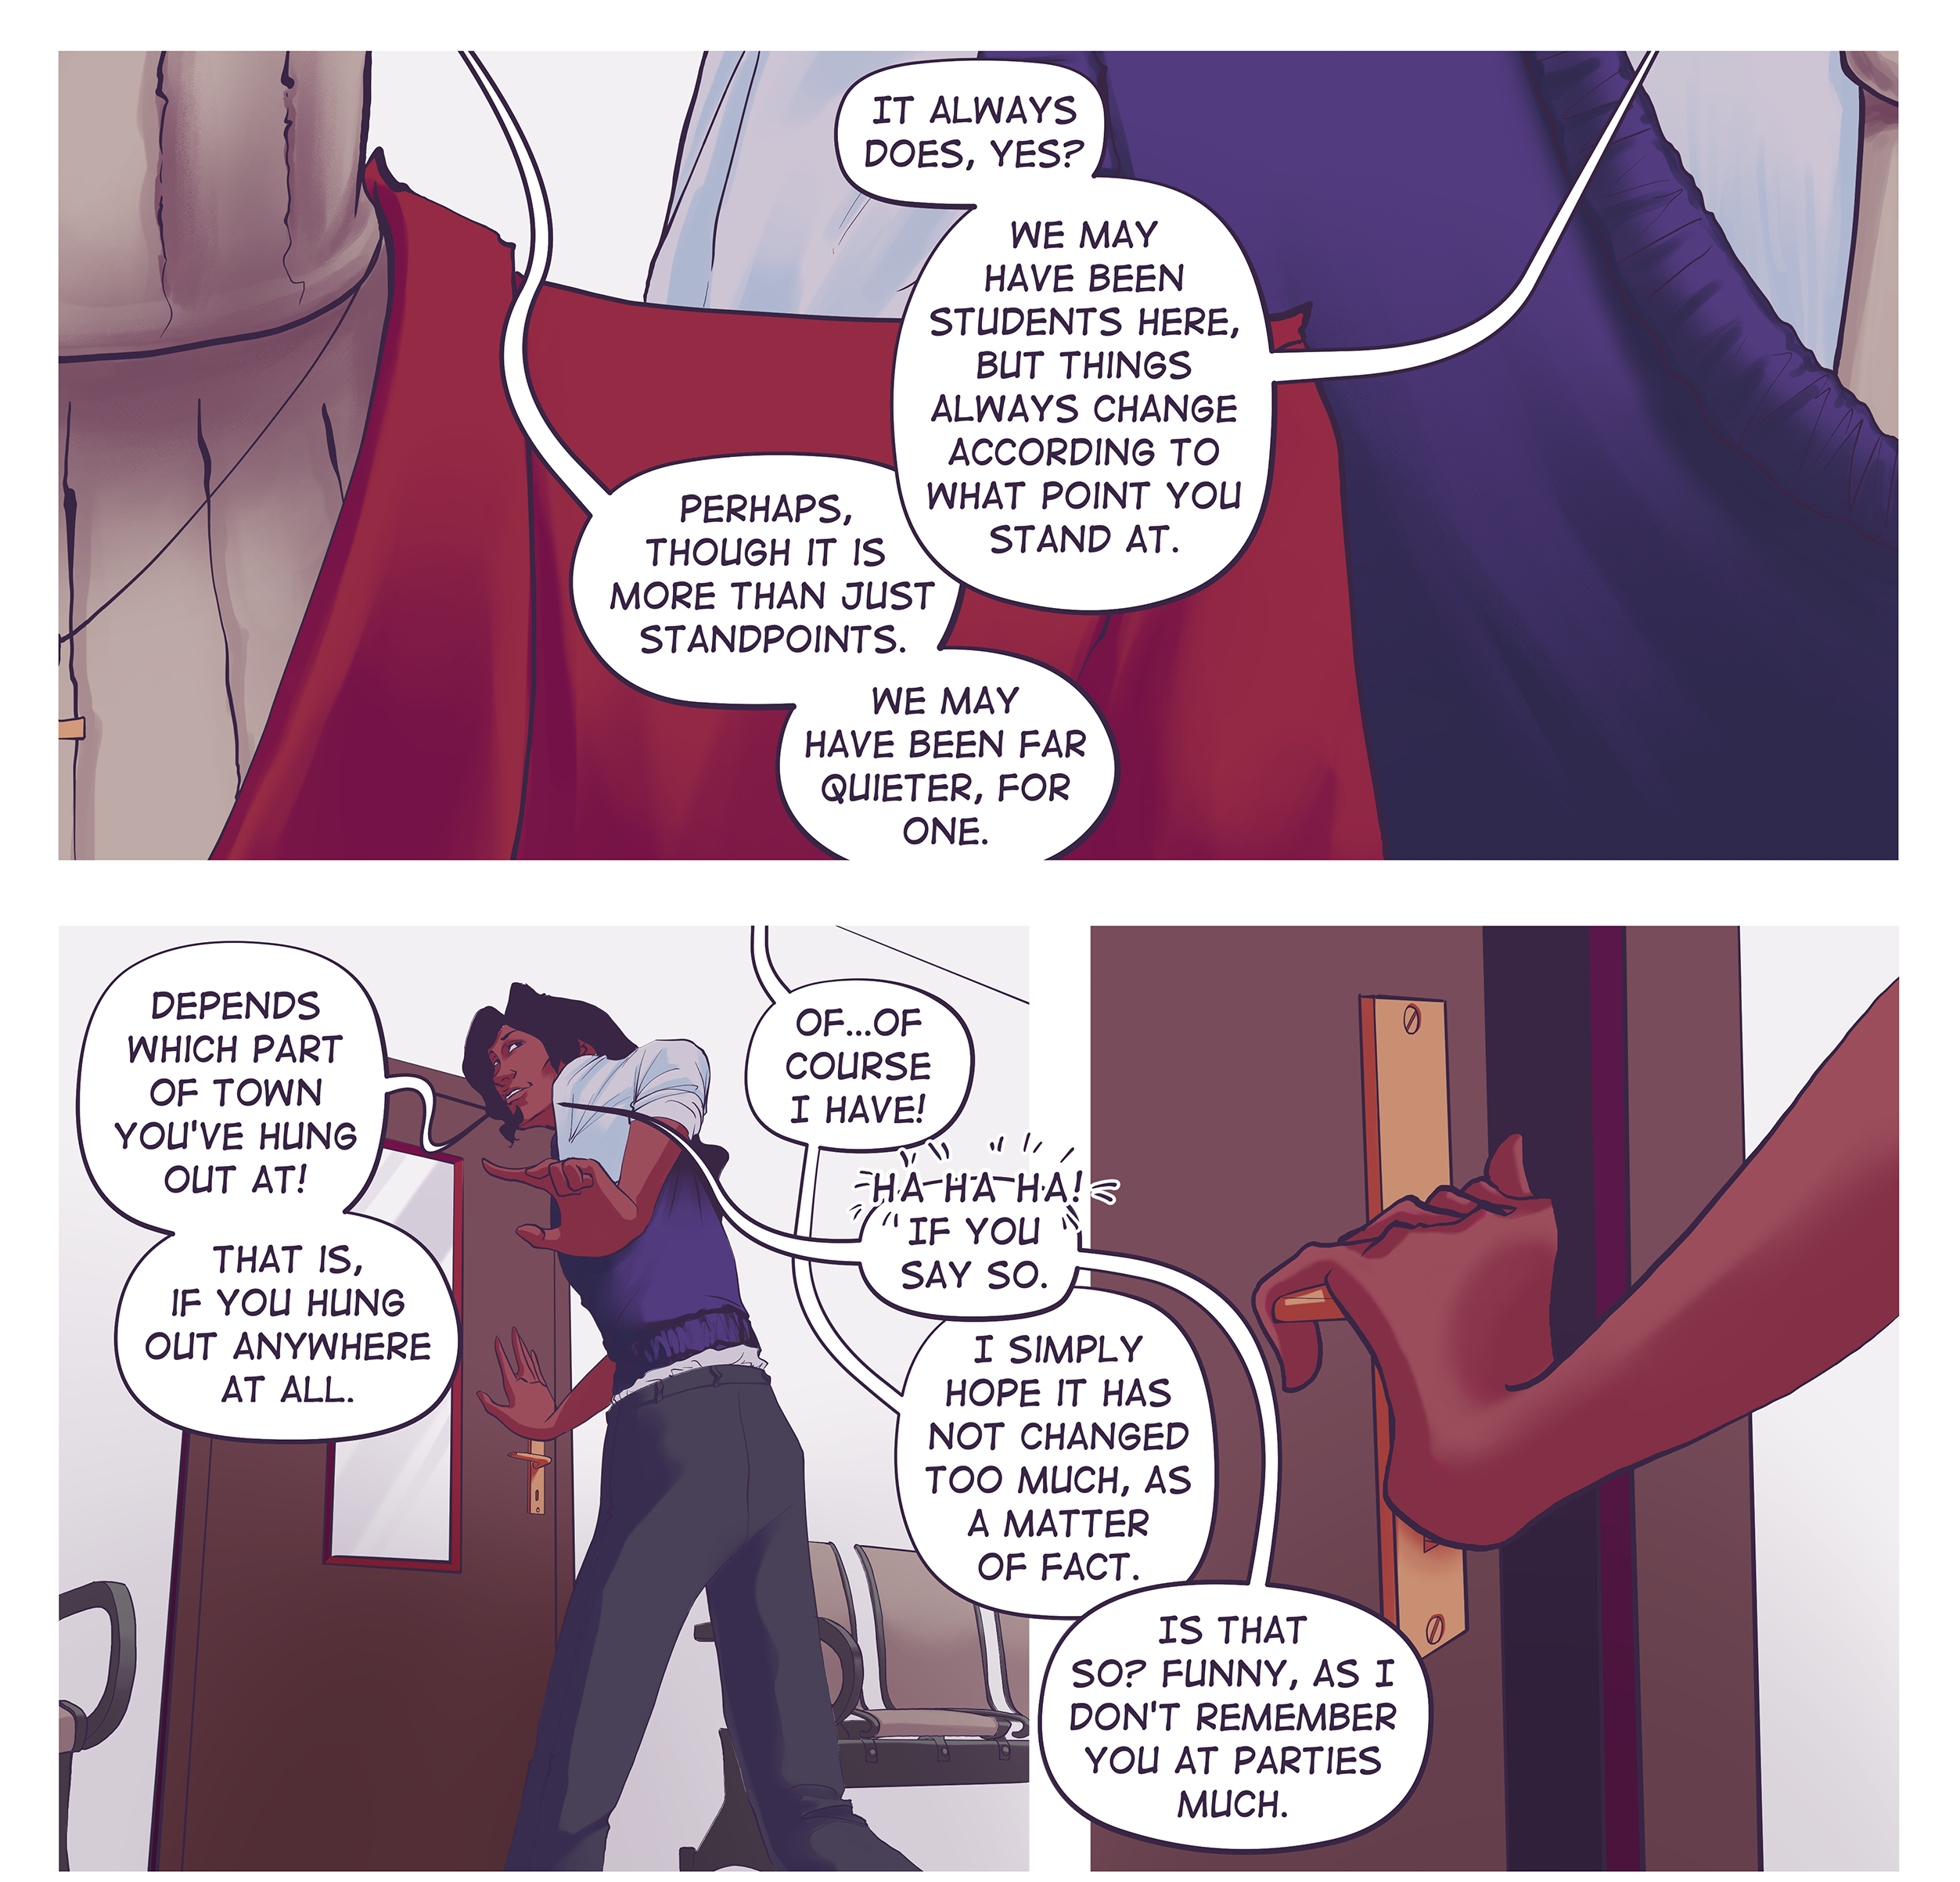 IT ALWAYS
DOES, YES?
WE MAY
HAVE BEEN
STUDENTS HERE,
BUT THINGS
ALWAYS CHANGE
ACCORDING TO
WHAT POINT YOU
STAND AT.
PERHAPS,
THOUGH IT IS
MORE THAN JUST
STANDPOINTS.
WE MAY
HAVE BEEN FAR
QUIETER, FOR
ONE.
DEPENDS
WHICH PART
OF TOWN
YOU'VE HUNG
OUT AT!
THAT IS,
IF YOU HUNG
OUT ANYWHERE
AT ALL.
OF...OF
COURSE
I HAVE!
HA-HA-HA!
IF YOU
SAY SO.
I SIMPLY
HOPE IT HAS
NOT CHANGED
TOO MUCH, AS
A MATTER
OF FACT.
IS THAT
SO? FUNNY, AS I
DON'T REMEMBER
YOU AT PARTIES
MUCH.